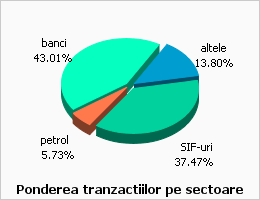 banci
43.01%
altele
13.80%
petrol
5.73%
SIF-uri
37.47%
Ponderea tranzactiilor pe sectoare